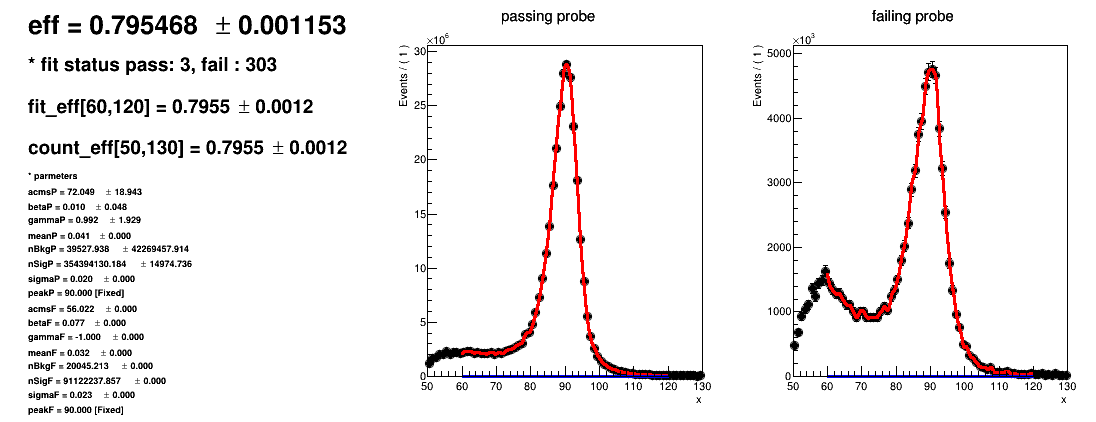 eff = 0.795468 ± 0.001153
* fit status pass: 3, fail : 303
fit_eff[60,120] = 0.7955 ± 0.0012
count_eff[50,130] = 0.7955 ± 0.0012
* parmeters
acmsP = 72.049 ± 18.943
betaP = 0.010 ± 0.048
gammaP = 0.992 ± 1.929
meanP = 0.041 ± 0.000
nBkgP = 39527.938 ± 42269457.914
nSigP = 354394130.184 ± 14974.736
sigmaP = 0.020 ± 0.000
peakP = 90.000 [Fixed]
acmsF = 56.022 ± 0.000
betaF = 0.077 ± 0.000
gammaF = -1.000 ± 0.000
meanF = 0.032 ± 0.000
nBkgF = 20045.213 ± 0.000
nSigF = 91122237.857 ± 0.000
sigmaF = 0.023 ± 0.000
peakF = 90.000 [Fixed]
passing probe
×10⁶
Events / ( 1 )
30
25
20
15
10
5
0
50 60 70 80 90 100 110 120 130
x
failing probe
×10³
Events / ( 1 )
5000
4000
3000
2000
1000
0
50 60 70 80 90 100 110 120 130
x